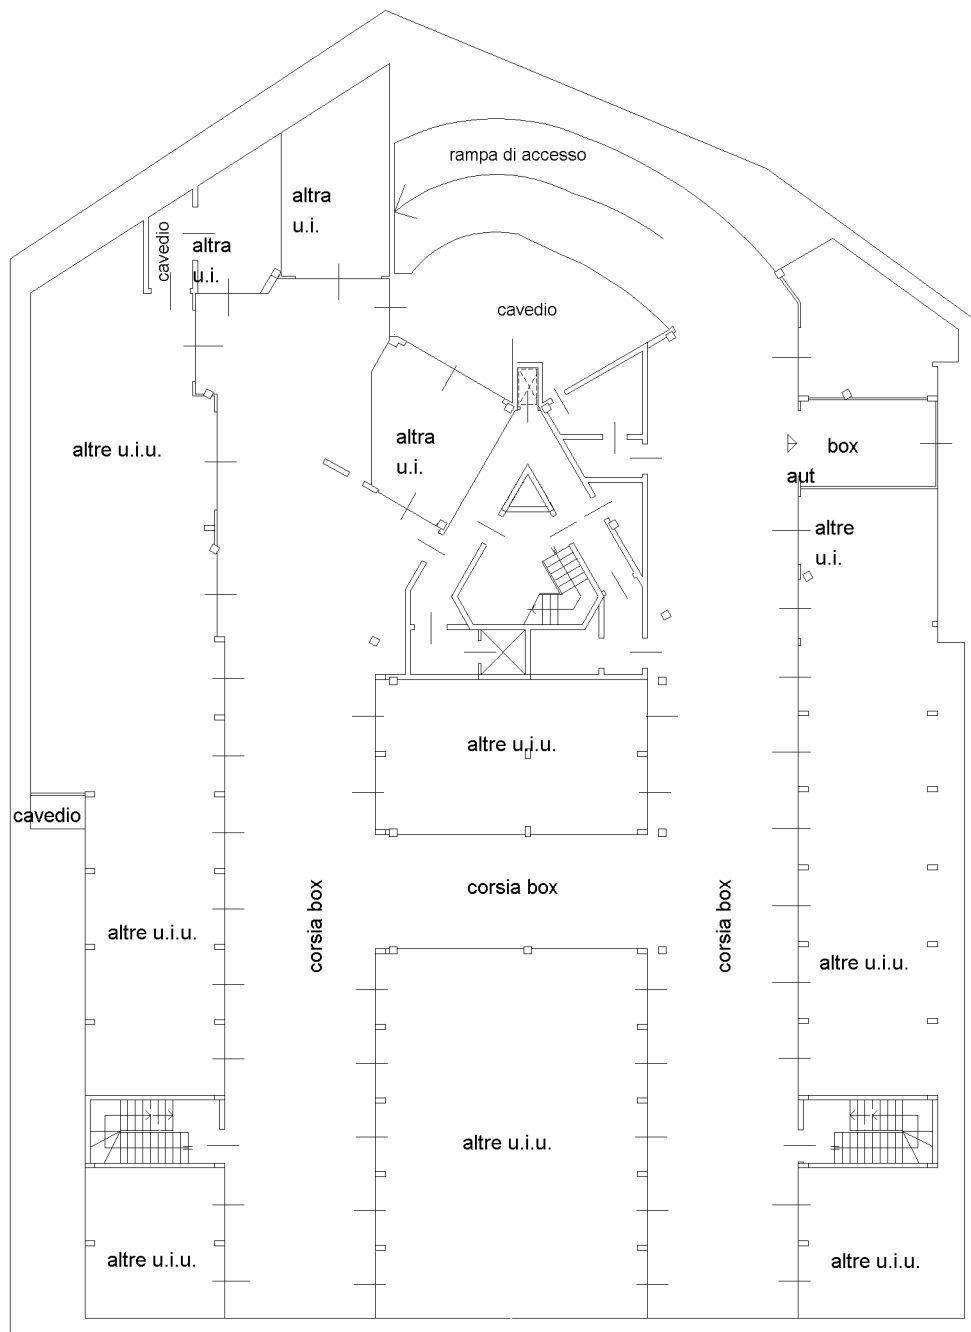 rampa di accesso
altra
u.i.
cavedio
altra
u.i.
cavedio
altra
u.i.
altre u.i.u.
box
aut
altre
u.i.
altre u.i.u.
cavedio
corsia box
corsia box
corsia box
altre u.i.u.
altre u.i.u.
altre u.i.u.
altre u.i.u.
altre u.i.u.